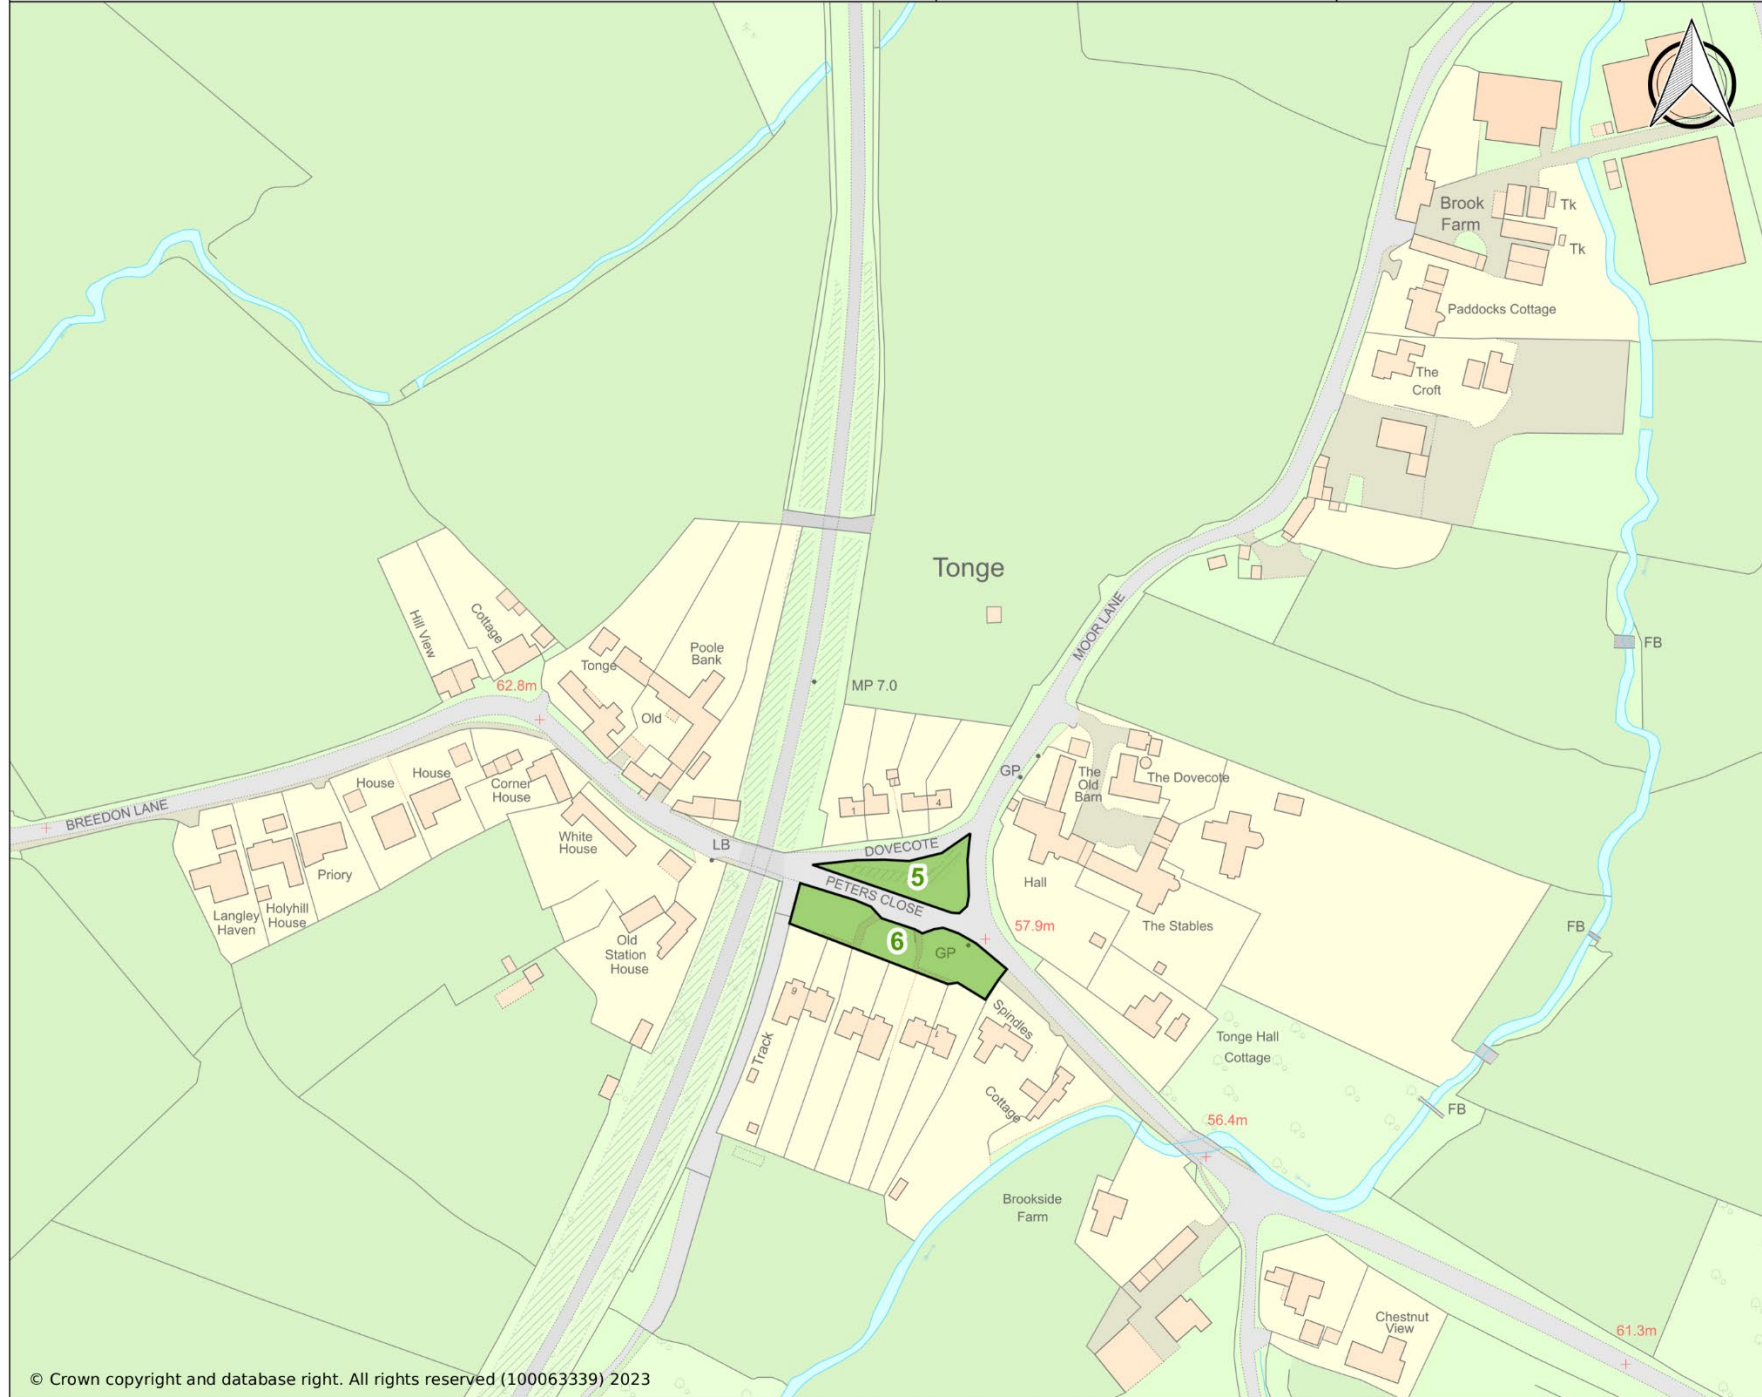 Brook
Farm
Tk
Tk
Paddocks Cottage
The
Croft
Tonge
MOOR LANE
FB
Hill View
Cottage
62.8m
Tonge
Old
Poole
Bank
MP 7.0
BREEDON LANE
House
House
Corner
House
White
House
LB
Langley
Haven
Holyhill
House
Priory
Old
Station
House
1
4
DOVECOTE
5
PETERS CLOSE
6
GP
GP
The
Old
Barn
The Dovecote
Hall
57.9m
The Stables
FB
9
1
Spindles
Track
Cottage
Tonge Hall
Cottage
FB
56.4m
Brookside
Farm
Chestnut
View
61.3m
© Crown copyright and database right. All rights reserved (100063339) 2023